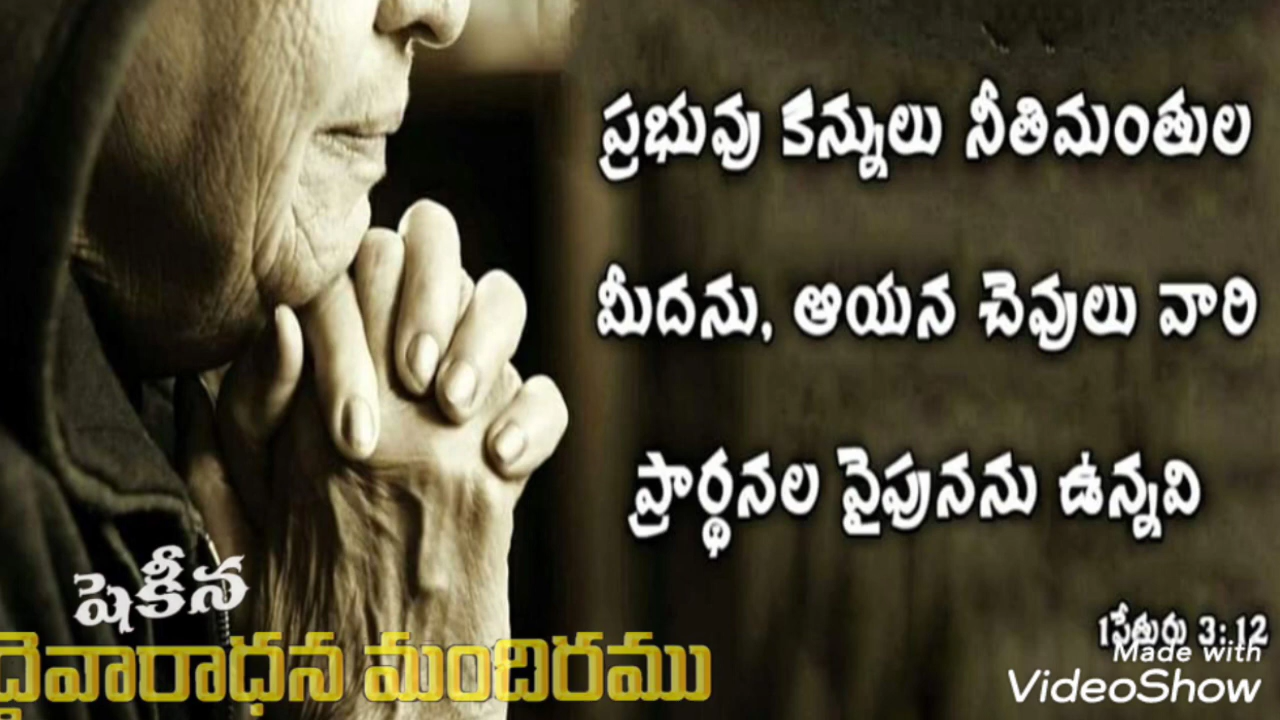 ప్రభువు కన్నులు నీతిమంతుల
మీదను, ఆయన చెవులు వారి
ప్రార్థనల వైపునను ఉన్నవి
1పేతురు 3:12
షెకీన
దైవారాధన మందిరము
Made with
VideoShow